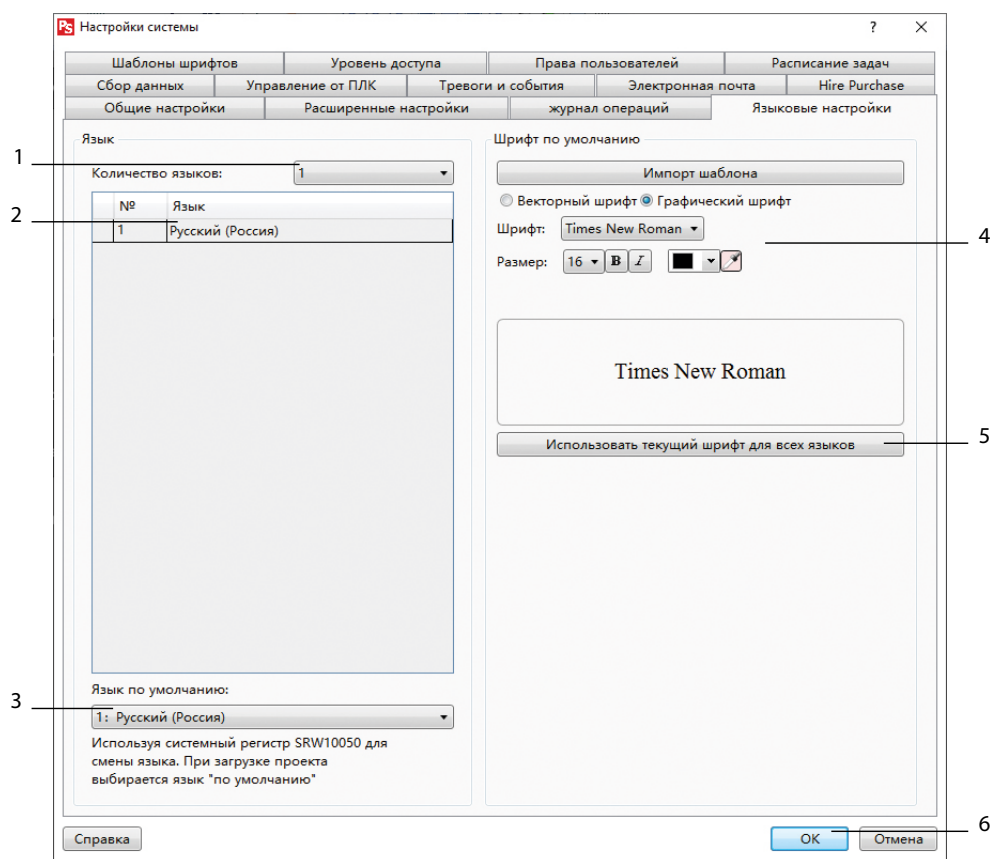 PS Настройки системы ? ×
Шаблоны шрифтов Уровень доступа Права пользователей Расписание задач
Сбор данных Управление от ПЛК Тревоги и события Электронная почта Hire Purchase
Общие настройки Расширенные настройки журнал операций Языковые настройки
Язык
1
Количество языков: 1
2
№ Язык
1 Русский (Россия)
Язык по умолчанию:
3
1: Русский (Россия)
Используя системный регистр SRW10050 для
смены языка. При загрузке проекта
выбирается язык "по умолчанию"
Шрифт по умолчанию
Импорт шаблона
Векторный шрифт Графический шрифт
Шрифт: Times New Roman
4
Размер: 16 B I
Times New Roman
Использовать текущий шрифт для всех языков
5
Справка OK Отмена
6